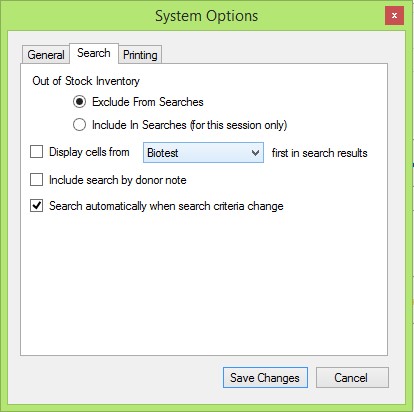 System Options
x
General Search Printing
Out of Stock Inventory
Exclude From Searches
Include In Searches (for this session only)
Display cells from Biotest first in search results
Include search by donor note
Search automatically when search criteria change
Save Changes Cancel